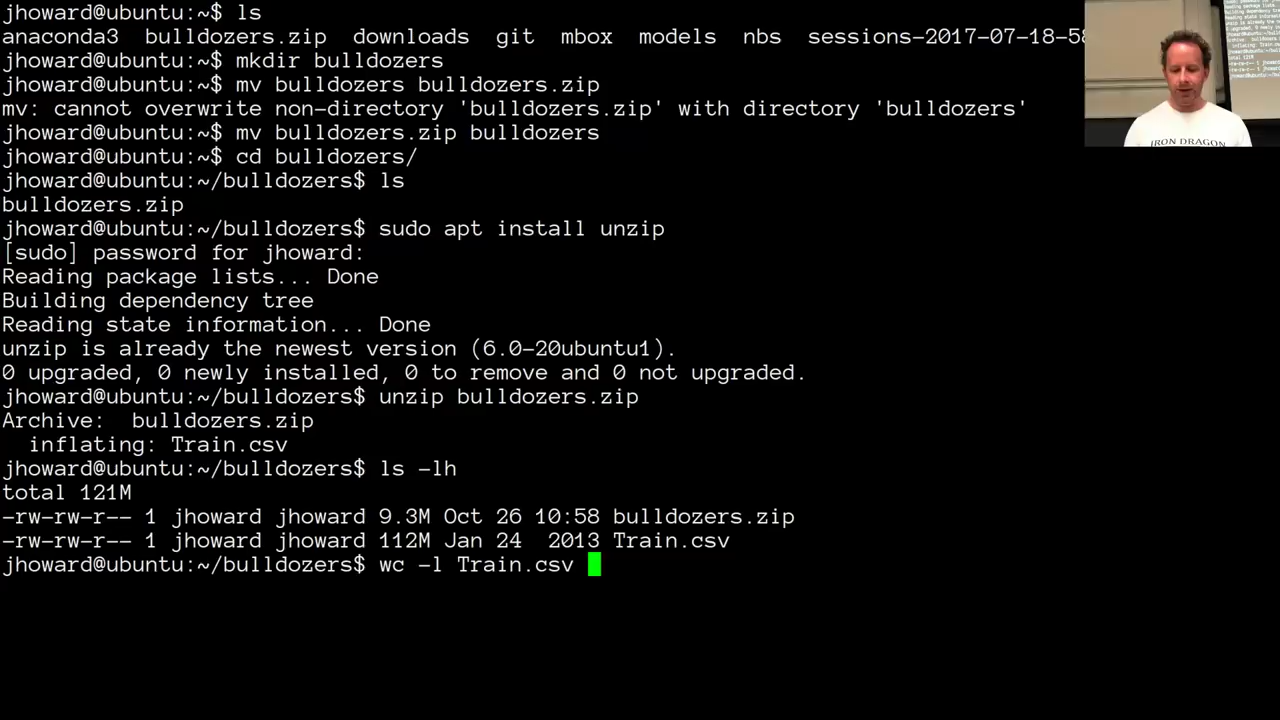 jhoward@ubuntu:~$ ls
anaconda3  bulldozers.zip  downloads  git  mbox  models  nbs  sessions-2017-07-18-58
jhoward@ubuntu:~$ mkdir bulldozers
jhoward@ubuntu:~$ mv bulldozers bulldozers.zip
mv: cannot overwrite non-directory 'bulldozers.zip' with directory 'bulldozers'
jhoward@ubuntu:~$ mv bulldozers.zip bulldozers
jhoward@ubuntu:~$ cd bulldozers/
jhoward@ubuntu:~/bulldozers$ ls
bulldozers.zip
jhoward@ubuntu:~/bulldozers$ sudo apt install unzip
[sudo] password for jhoward:
Reading package lists... Done
Building dependency tree
Reading state information... Done
unzip is already the newest version (6.0-20ubuntu1).
0 upgraded, 0 newly installed, 0 to remove and 0 not upgraded.
jhoward@ubuntu:~/bulldozers$ unzip bulldozers.zip
Archive:  bulldozers.zip
  inflating: Train.csv
jhoward@ubuntu:~/bulldozers$ ls -lh
total 121M
-rw-rw-r-- 1 jhoward jhoward 9.3M Oct 26 10:58 bulldozers.zip
-rw-rw-r-- 1 jhoward jhoward 112M Jan 24  2013 Train.csv
jhoward@ubuntu:~/bulldozers$ wc -l Train.csv
IRON DRAGON